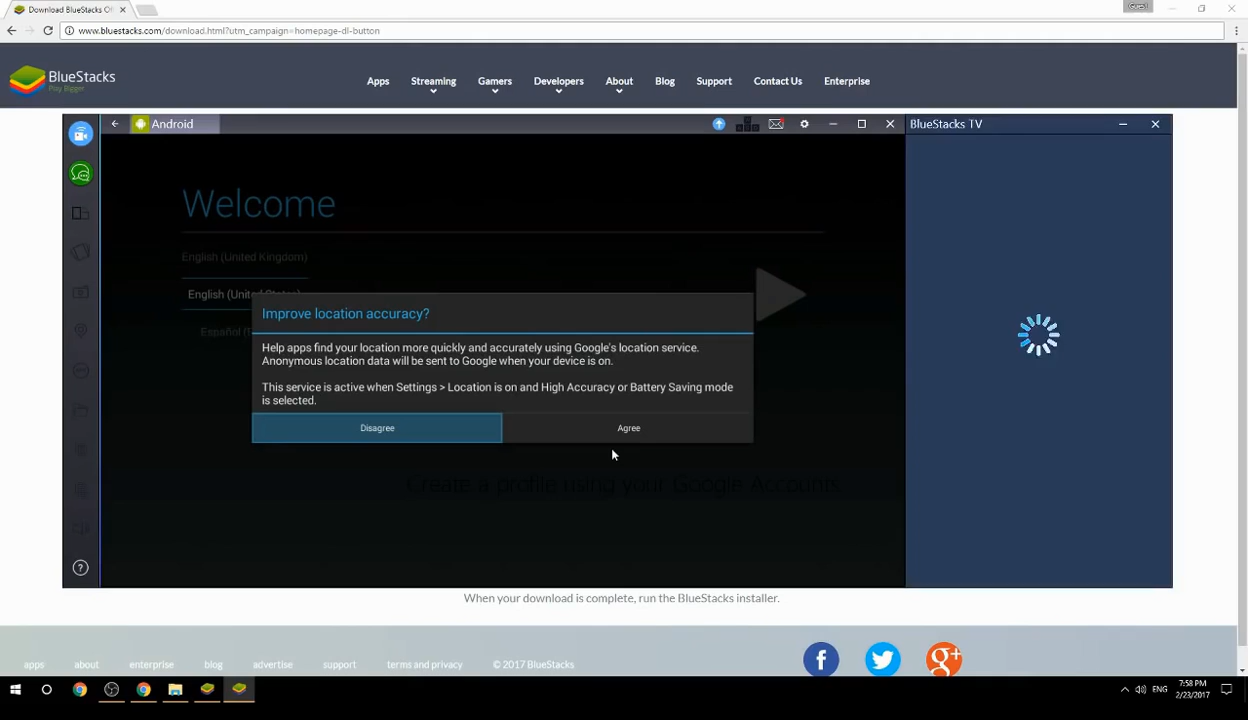 Download BlueStacks Of
Guest
www.bluestacks.com/download.html?utm_campaign=homepage-dl-button
BlueStacks
Play Bigger
Apps
Streaming
Gamers
Developers
About
Blog
Support
Contact Us
Enterprise
Android
BlueStacks TV
Welcome
English (United Kingdom)
English (United States)
Español (
Improve location accuracy?
Help apps find your location more quickly and accurately using Google's location service.
Anonymous location data will be sent to Google when your device is on.
This service is active when Settings > Location is on and High Accuracy or Battery Saving mode
is selected.
Disagree
Agree
Create a profile using your Google Accounts
?
When your download is complete, run the BlueStacks installer.
apps
about
enterprise
blog
advertise
support
terms and privacy
© 2017 BlueStacks
f
g+
ENG
7:58 PM
2/23/2017